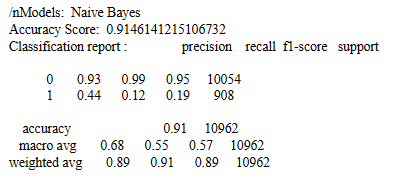 /nModels: Naive Bayes
Accuracy Score: 0.9146141215106732
Classification report : precision recall f1-score support
0 0.93 0.99 0.95 10054
1 0.44 0.12 0.19 908
accuracy 0.91 10962
macro avg 0.68 0.55 0.57 10962
weighted avg 0.89 0.91 0.89 10962